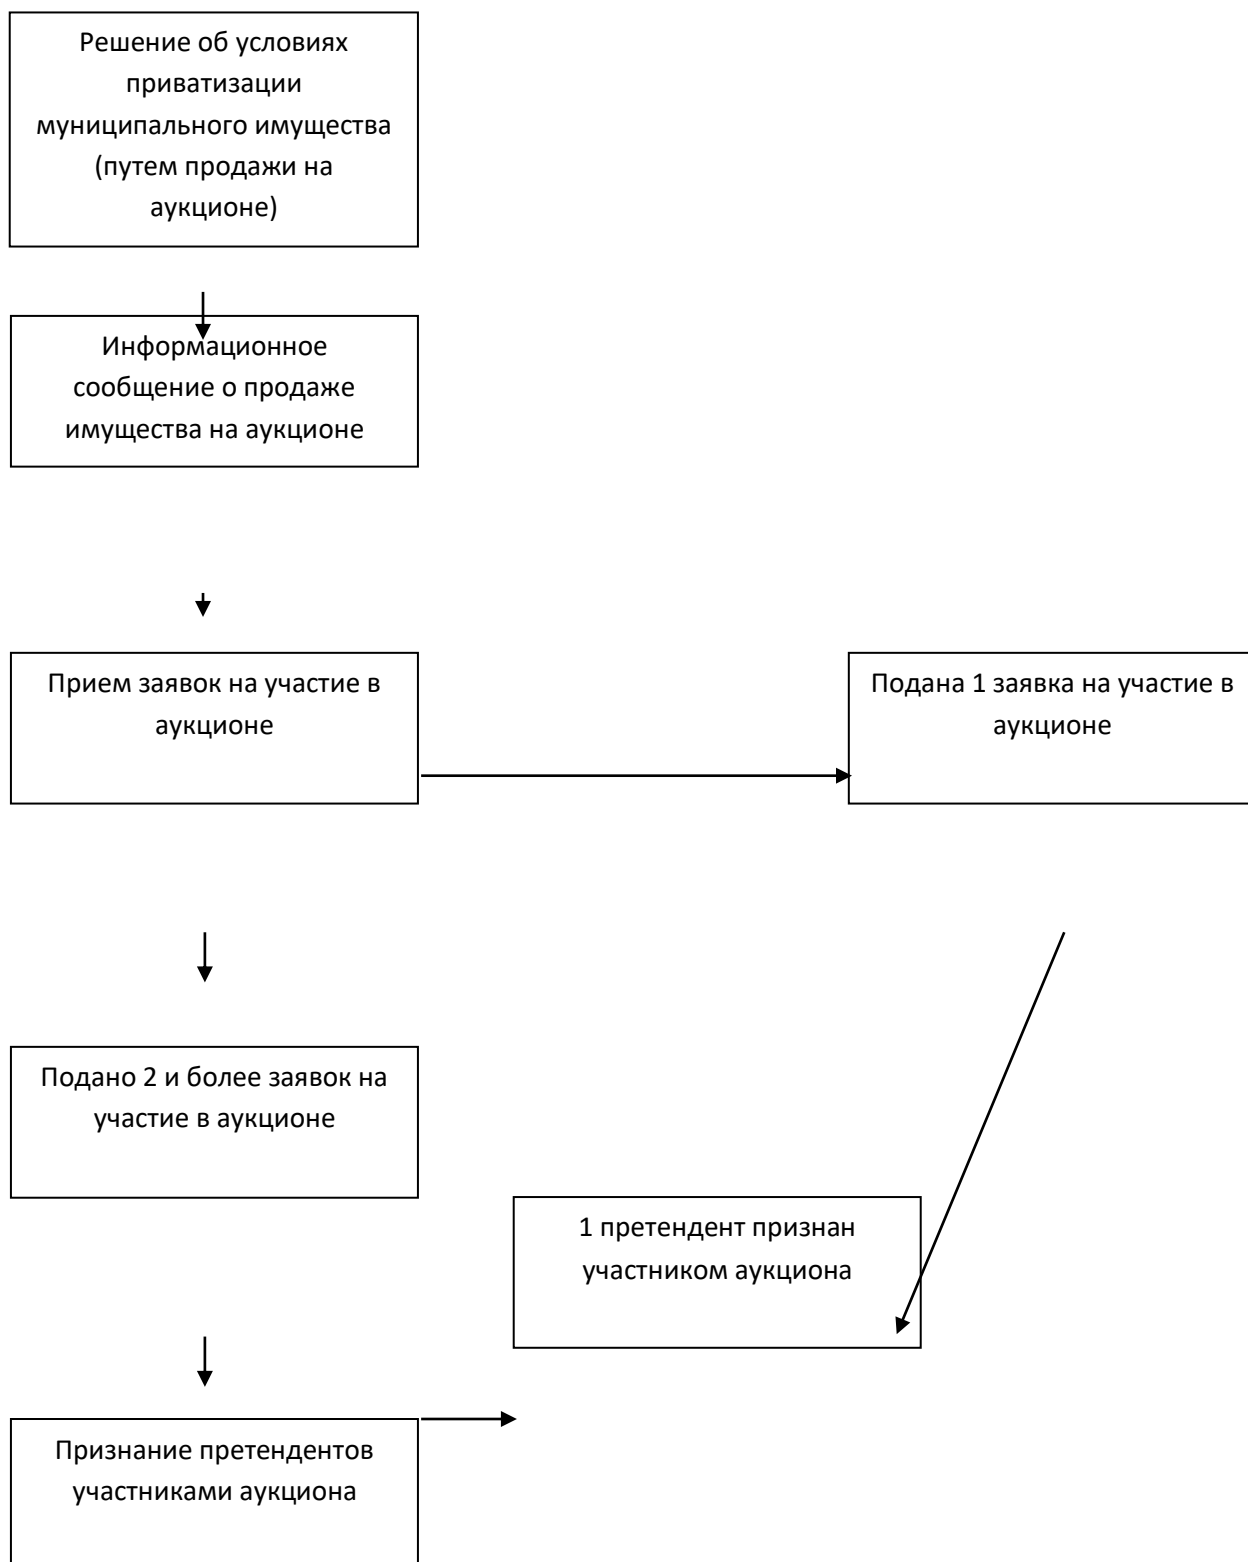 Решение об условиях
приватизации
муниципального имущества
(путем продажи на
аукционе)
Информационное
сообщение о продаже
имущества на аукционе
Прием заявок на участие в
аукционе
Подана 1 заявка на участие в
аукционе
Подано 2 и более заявок на
участие в аукционе
1 претендент признан
участником аукциона
Признание претендентов
участниками аукциона